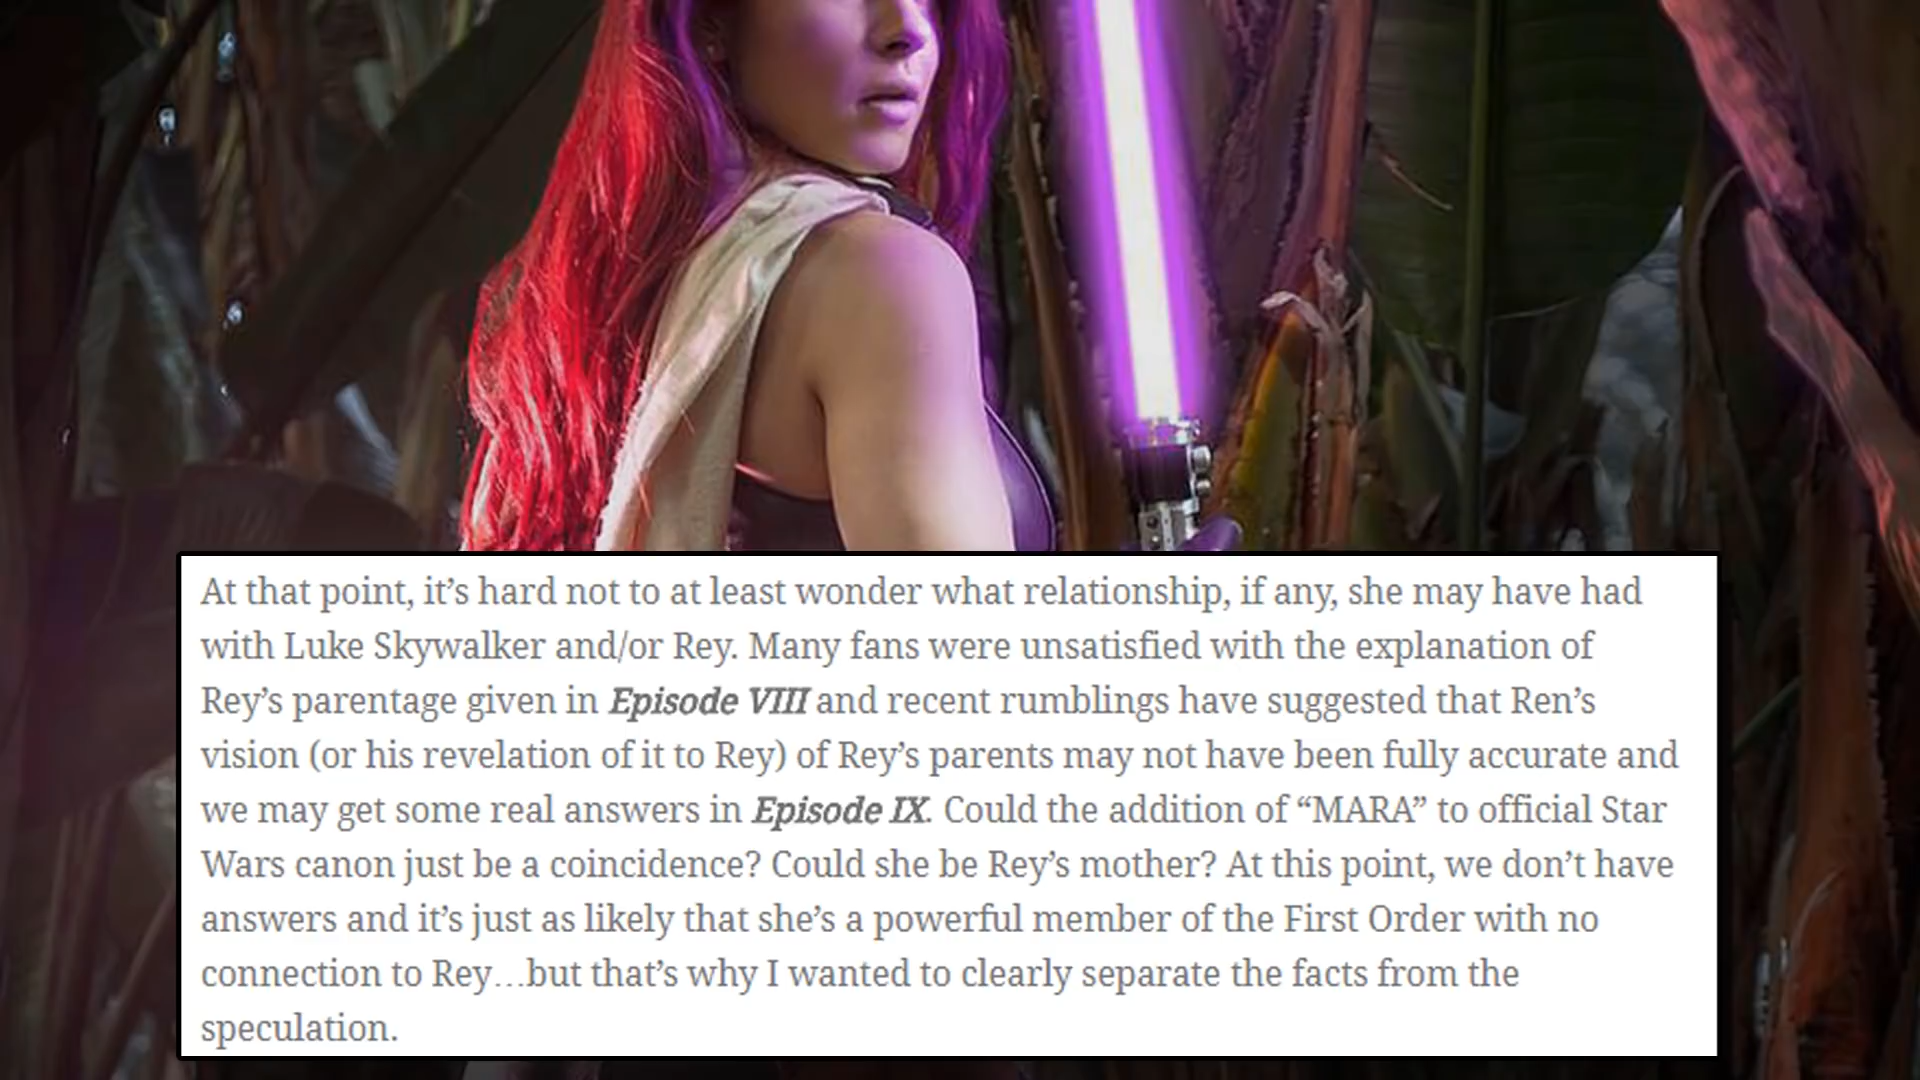 At that point, it’s hard not to at least wonder what relationship, if any, she may have had
with Luke Skywalker and/or Rey. Many fans were unsatisfied with the explanation of
Rey’s parentage given in Episode VIII and recent rumblings have suggested that Ren’s
vision (or his revelation of it to Rey) of Rey’s parents may not have been fully accurate and
we may get some real answers in Episode IX. Could the addition of “MARA” to official Star
Wars canon just be a coincidence? Could she be Rey’s mother? At this point, we don’t have
answers and it’s just as likely that she’s a powerful member of the First Order with no
connection to Rey…but that’s why I wanted to clearly separate the facts from the
speculation.